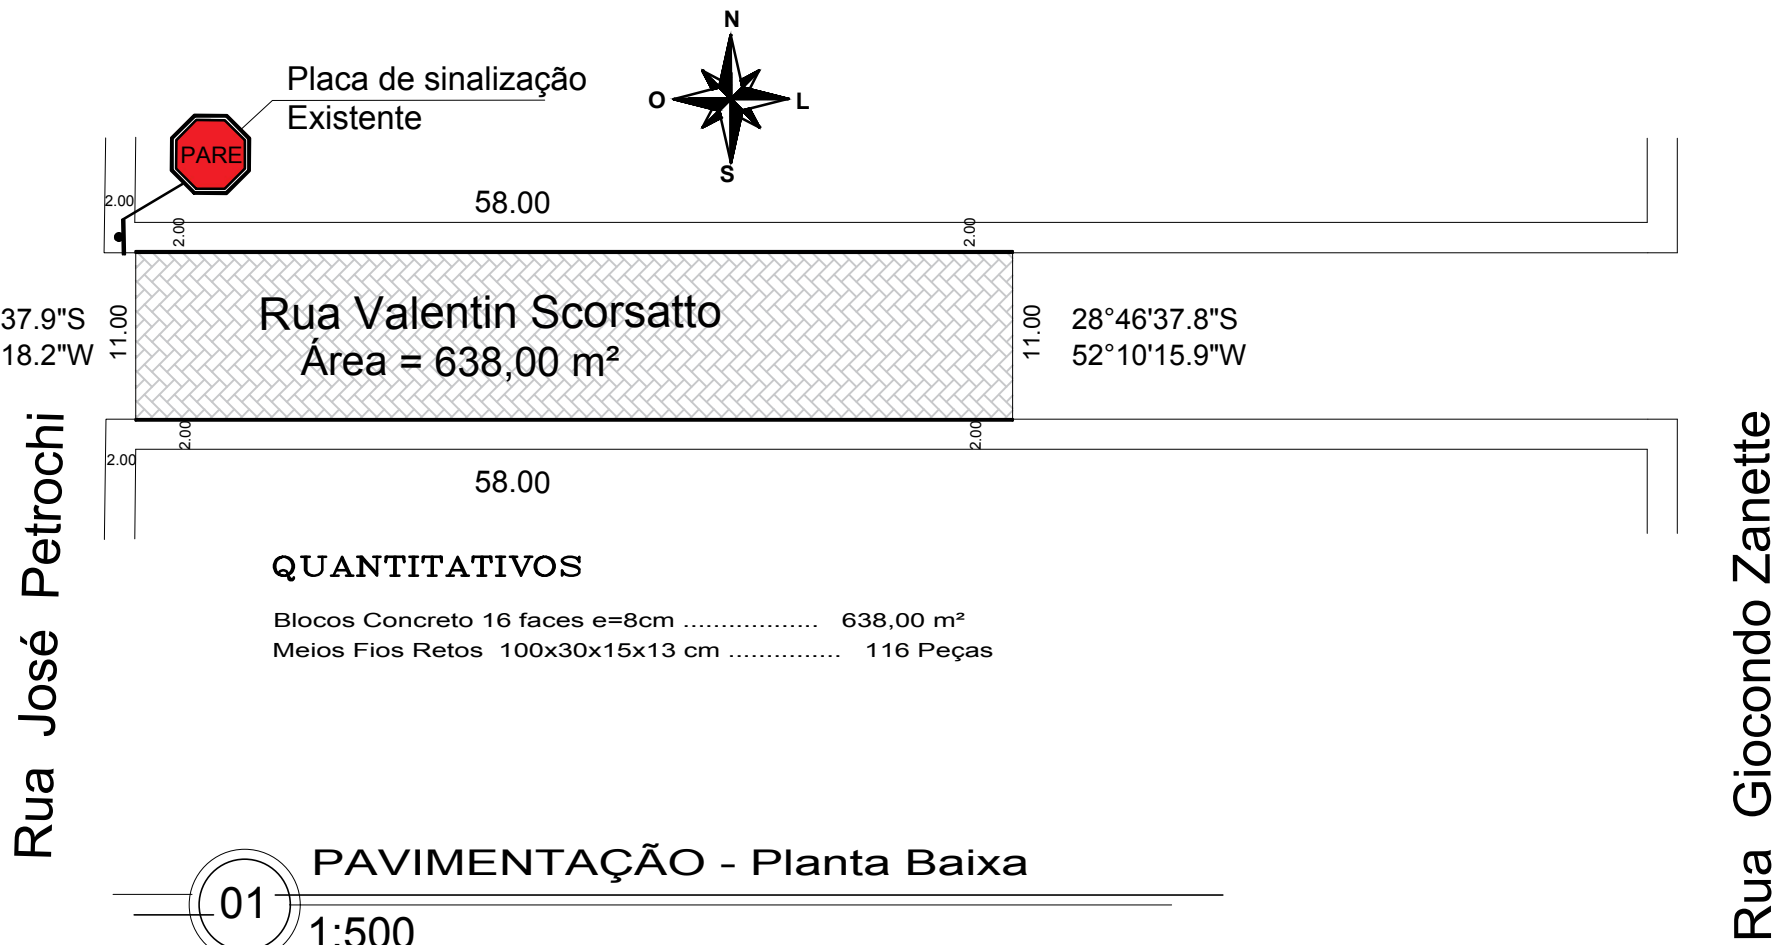 N
Placa de sinalização
Existente
O
L
S
PARE
2.00
58.00
2.00
2.00
Rua Valentin Scorsatto
Área = 638,00 m²
37.9"S
18.2"W
11.00
11.00
28°46'37.8"S
52°10'15.9"W
2.00
2.00
2.00
58.00
Rua José Petrochi
Rua Giocondo Zanette
QUANTITATIVOS
Blocos Concreto 16 faces e=8cm .................. 638,00 m²
Meios Fios Retos 100x30x15x13 cm ............... 116 Peças
PAVIMENTAÇÃO - Planta Baixa
01
1:500